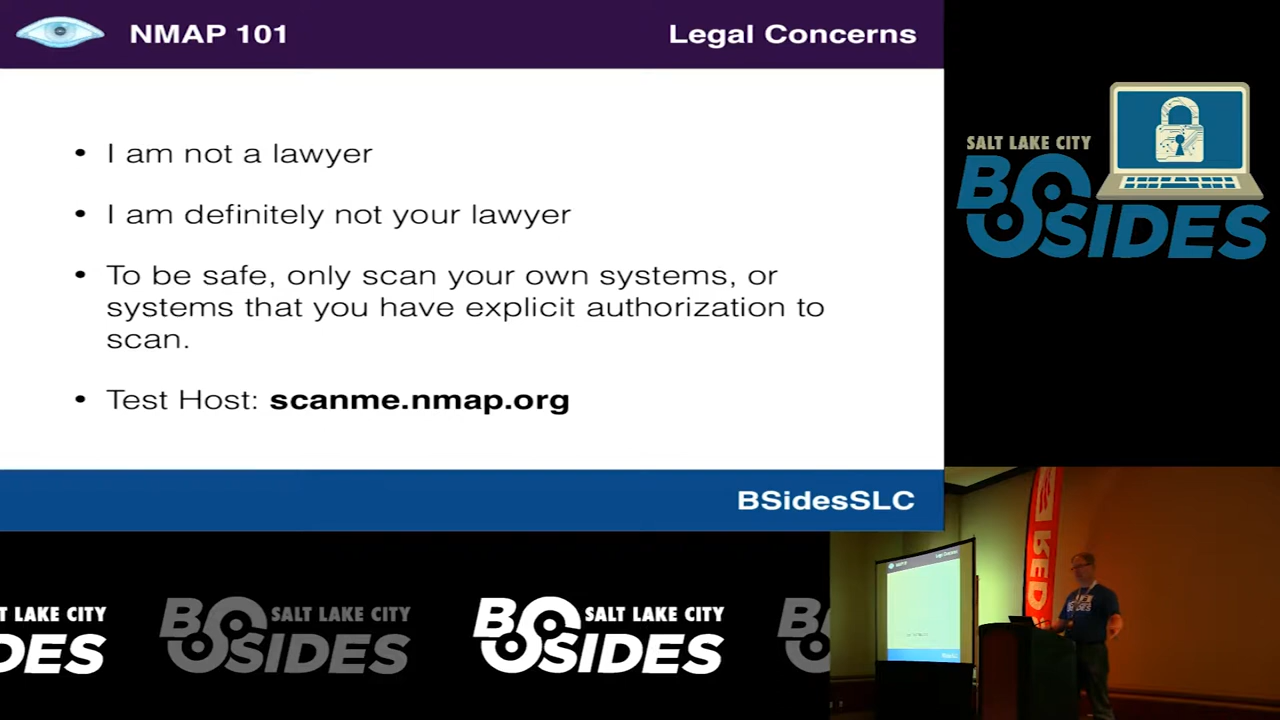 NMAP 101
Legal Concerns
• I am not a lawyer
• I am definitely not your lawyer
• To be safe, only scan your own systems, or
systems that you have explicit authorization to
scan.
• Test Host: scanme.nmap.org
BSidesSLC
SALT LAKE CITY
BSIDES
T LAKE CITY
DES
SALT LAKE CITY
BSIDES
SALT LAKE CITY
BSIDES
B
RED